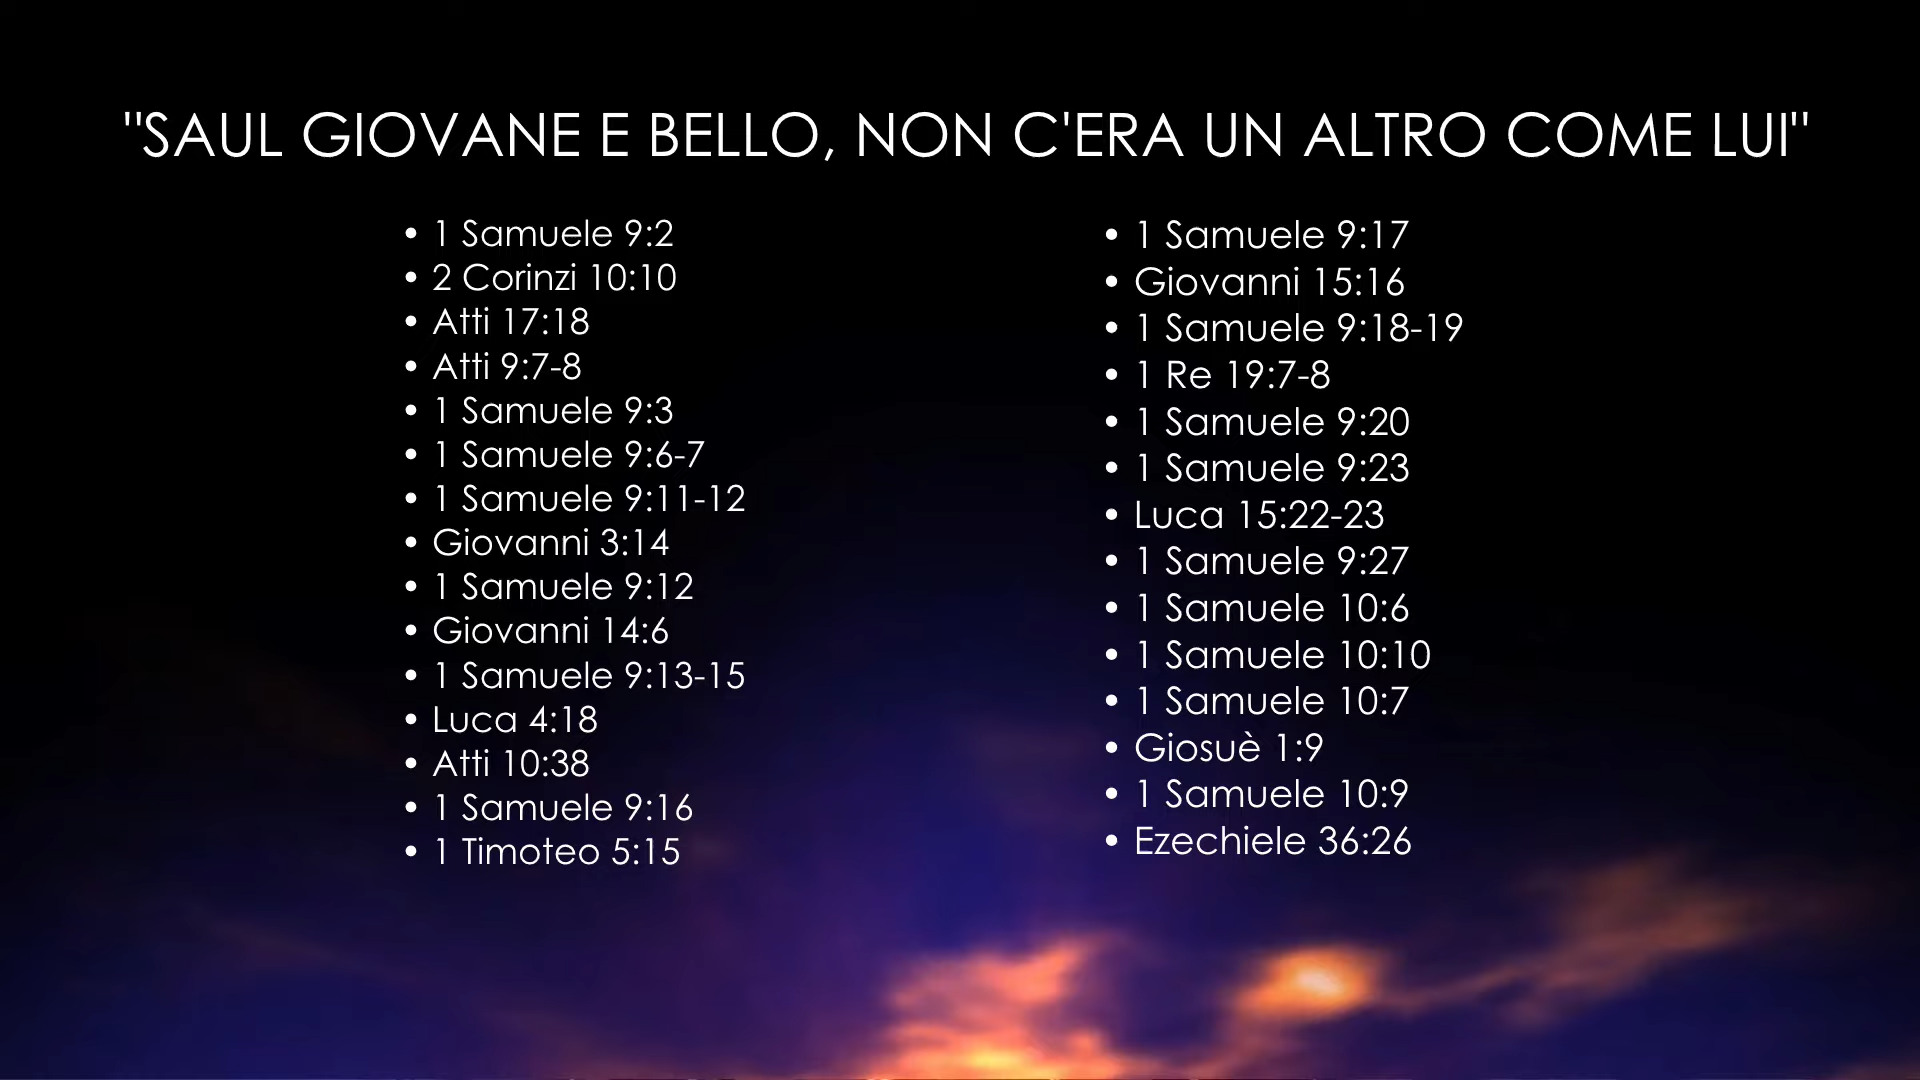 "SAUL GIOVANE E BELLO, NON C'ERA UN ALTRO COME LUI"
• 1 Samuele 9:2
• 2 Corinzi 10:10
• Atti 17:18
• Atti 9:7-8
• 1 Samuele 9:3
• 1 Samuele 9:6-7
• 1 Samuele 9:11-12
• Giovanni 3:14
• 1 Samuele 9:12
• Giovanni 14:6
• 1 Samuele 9:13-15
• Luca 4:18
• Atti 10:38
• 1 Samuele 9:16
• 1 Timoteo 5:15
• 1 Samuele 9:17
• Giovanni 15:16
• 1 Samuele 9:18-19
• 1 Re 19:7-8
• 1 Samuele 9:20
• 1 Samuele 9:23
• Luca 15:22-23
• 1 Samuele 9:27
• 1 Samuele 10:6
• 1 Samuele 10:10
• 1 Samuele 10:7
• Giosuè 1:9
• 1 Samuele 10:9
• Ezechiele 36:26